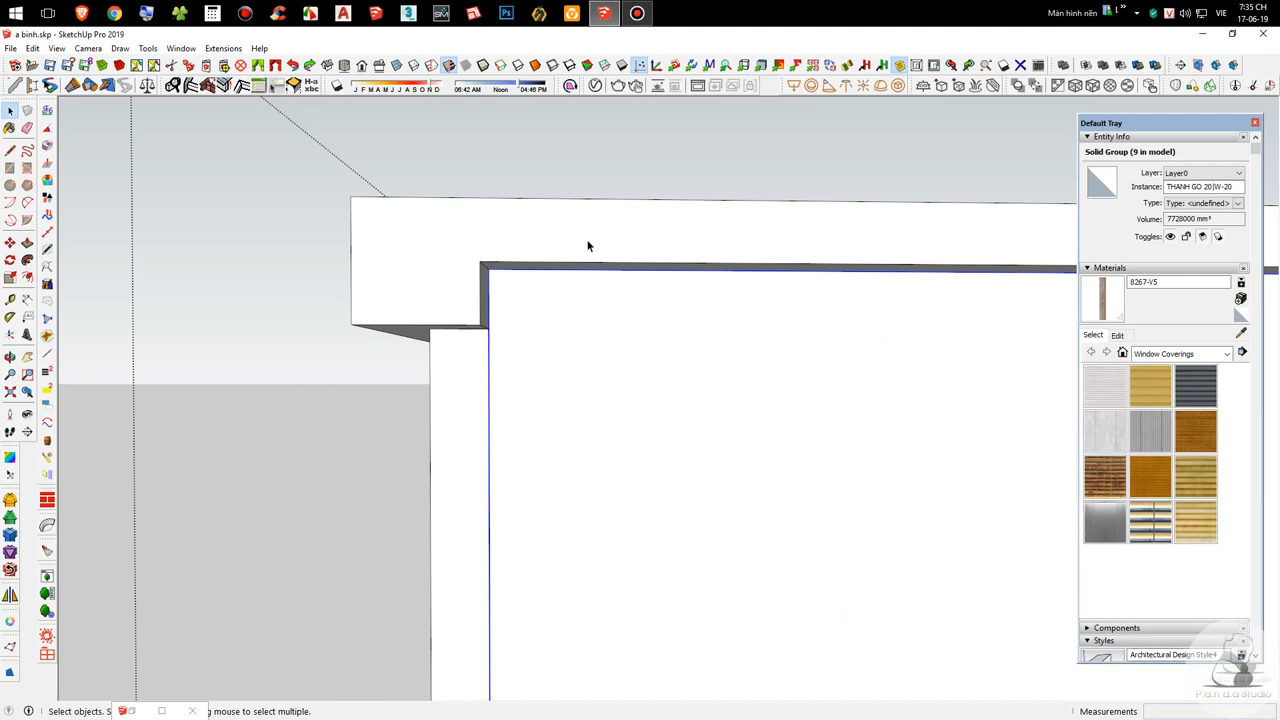 Màn hình nền
VIE
7:35 CH
17-06-19
a binh.skp - SketchUp Pro 2019
File Edit View Camera Draw Tools Window Extensions Help
J F M A M J J A S O N D
06:42 AM Noon 04:46 PM
Default Tray
Entity Info
Solid Group (9 in model)
Layer: Layer0
Instance: THANH GO 20|W-20
Type: Type: <undefined>
Volume: 7728000 mm³
Toggles:
Materials
8267-V5
Select Edit
Window Coverings
Components
Styles
Architectural Design Style4
P.a.n.d.a Studio
Select objects. S
g mouse to select multiple.
Measurements